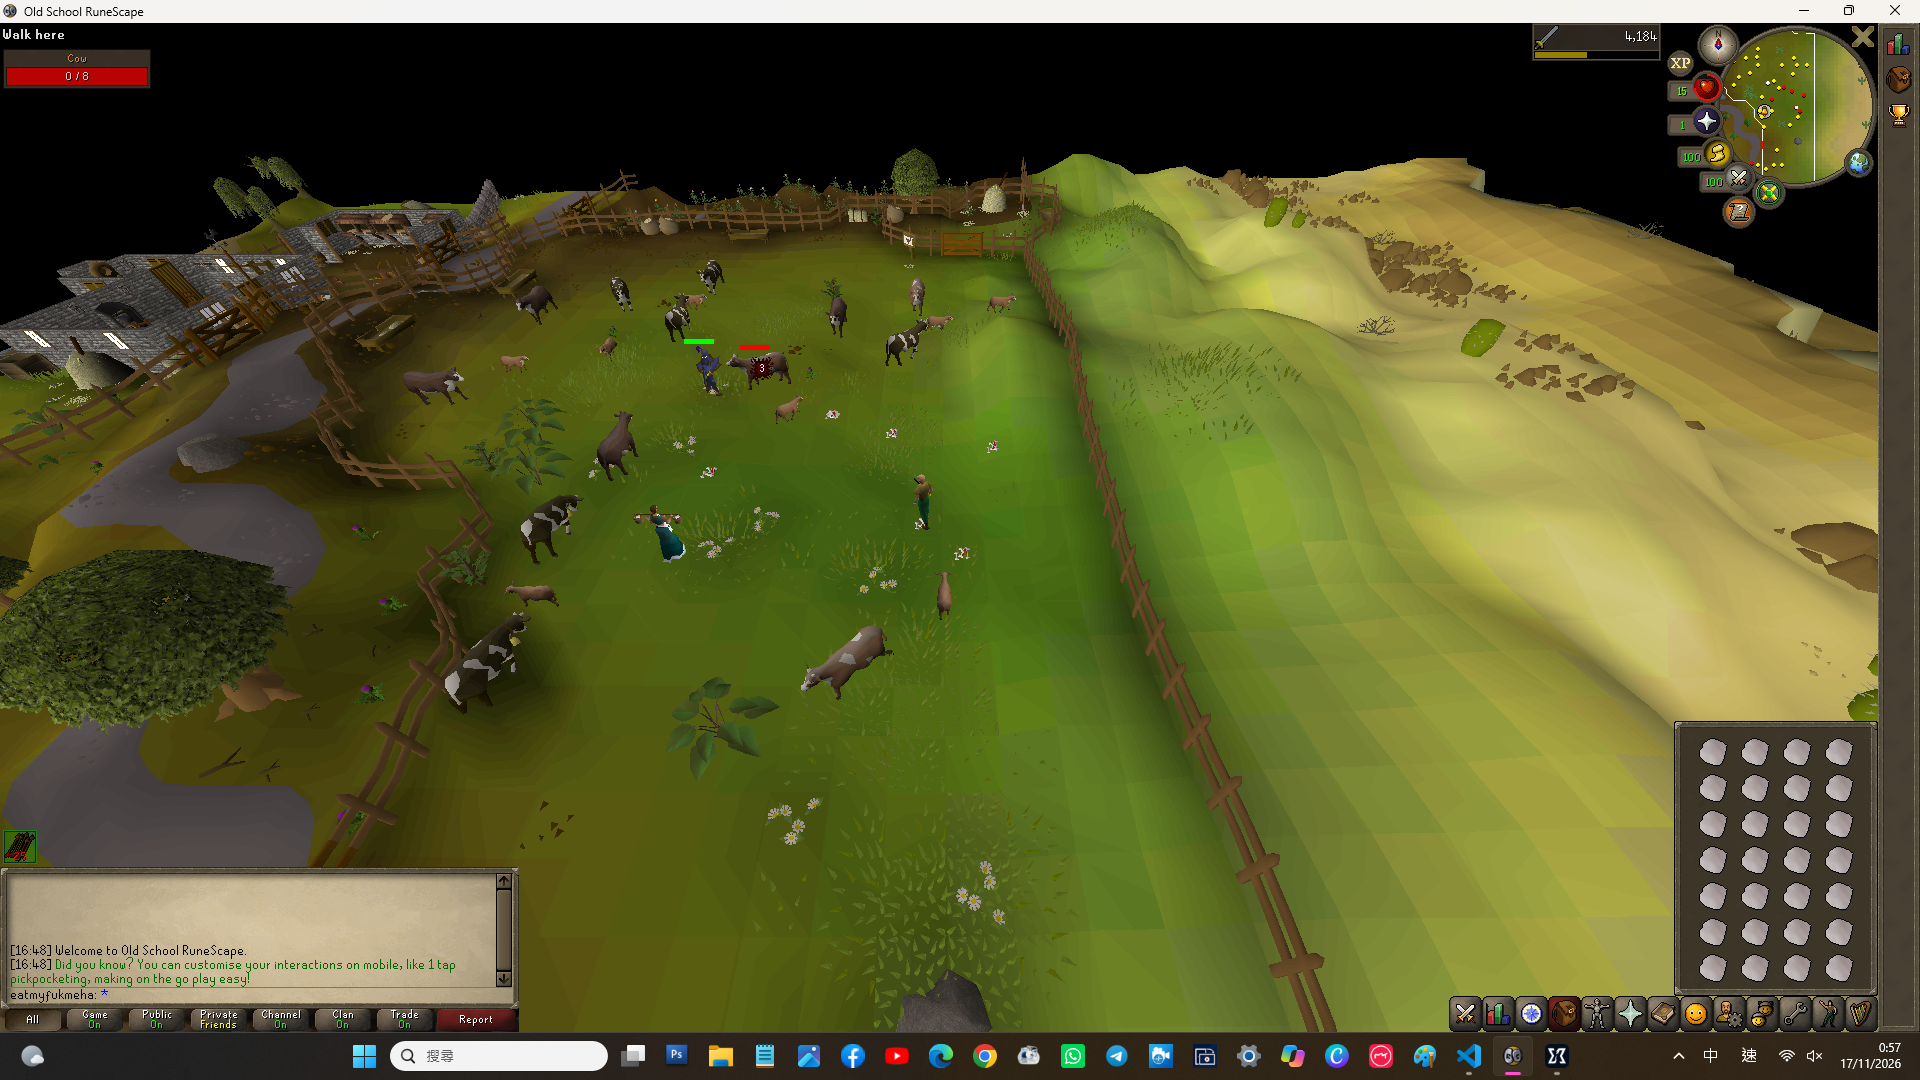 Old School RuneScape
Walk here
Cow
0 / 8
4,184
N
XP
15
1
100
100
3
23
[16:48] Welcome to Old School RuneScape.
[16:48] Did you know? You can customise your interactions on mobile, like 1 tap
pickpocketing, making on the go play easy!
eatmyfukmeha: *
All
Game
On
Public
On
Private
Friends
Channel
On
Clan
On
Trade
On
Report
搜尋
Ps
中
速
0:57
17/11/2026